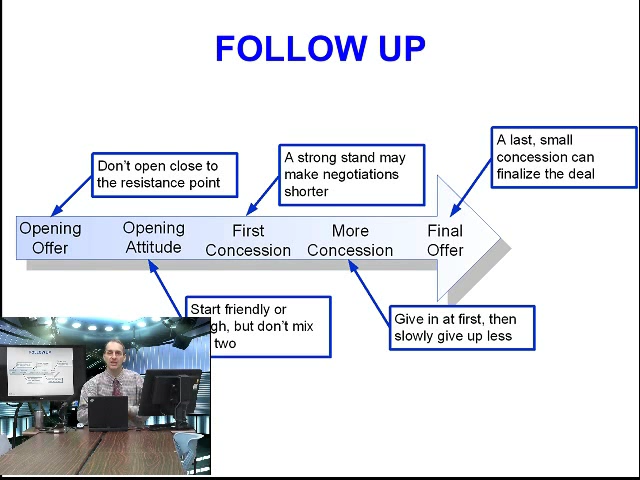 FOLLOW UP
A last, small
concession can
finalize the deal
A strong stand may
make negotiations
shorter
Don't open close to
the resistance point
Opening
Offer
Opening
Attitude
First
Concession
More
Concession
Final
Offer
Start friendly or
but don't mix
two
Give in at first, then
slowly give up less
FOLLOW UP